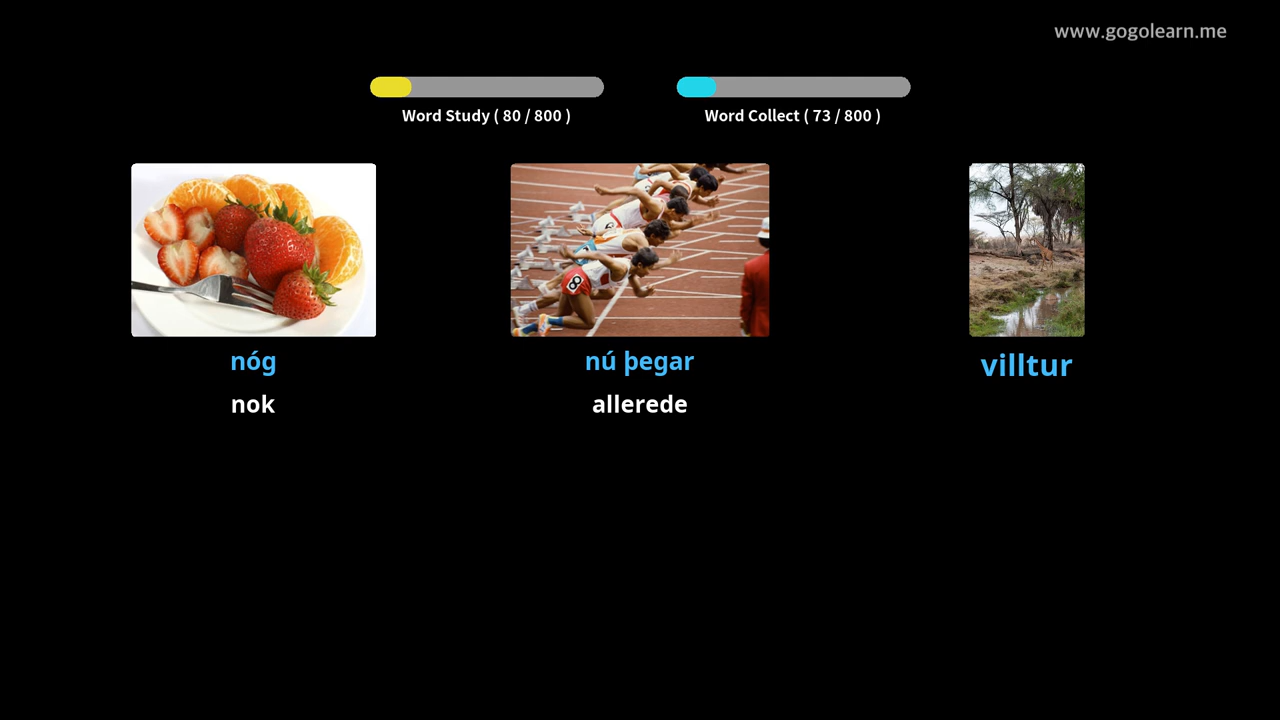 www.gogolearn.me
Word Study ( 80 / 800 )
Word Collect ( 73 / 800 )
nóg
nok
nú þegar
allerede
villtur